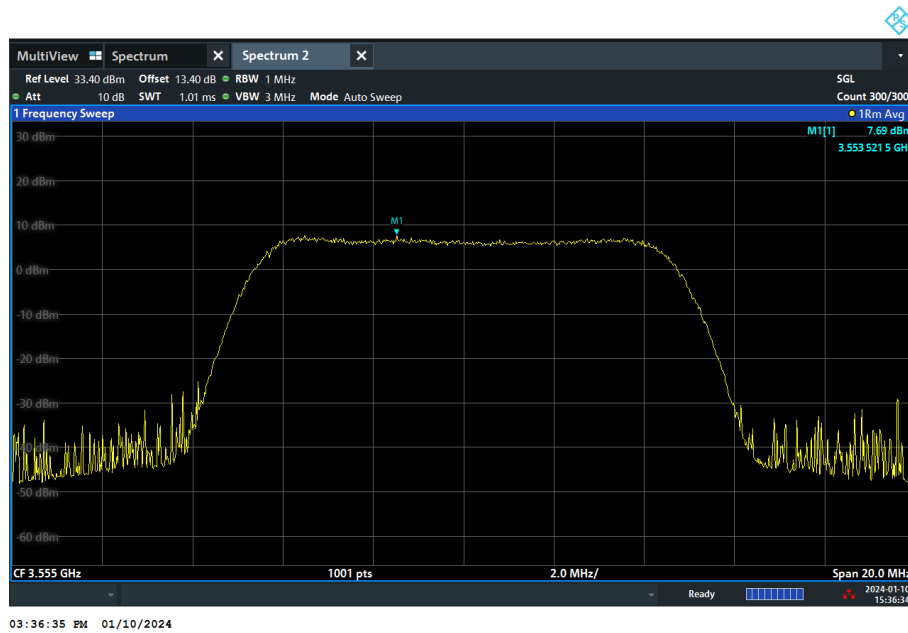 R&S
MultiView Spectrum X Spectrum 2 X
Ref Level 33.40 dBm Offset 13.40 dB RBW 1 MHz SGL
Att 10 dB SWT 1.01 ms VBW 3 MHz Mode Auto Sweep Count 300/300
1 Frequency Sweep 1Rm Avg
M1[1] 7.69 dBm
3.553 521 5 GH
30 dBm
20 dBm
10 dBm
M1
0 dBm
-10 dBm
-20 dBm
-30 dBm
-40 dBm
-50 dBm
-60 dBm
CF 3.555 GHz 1001 pts 2.0 MHz/ Span 20.0 MHz
Ready 2024-01-10
15:36:34
03:36:35 PM 01/10/2024